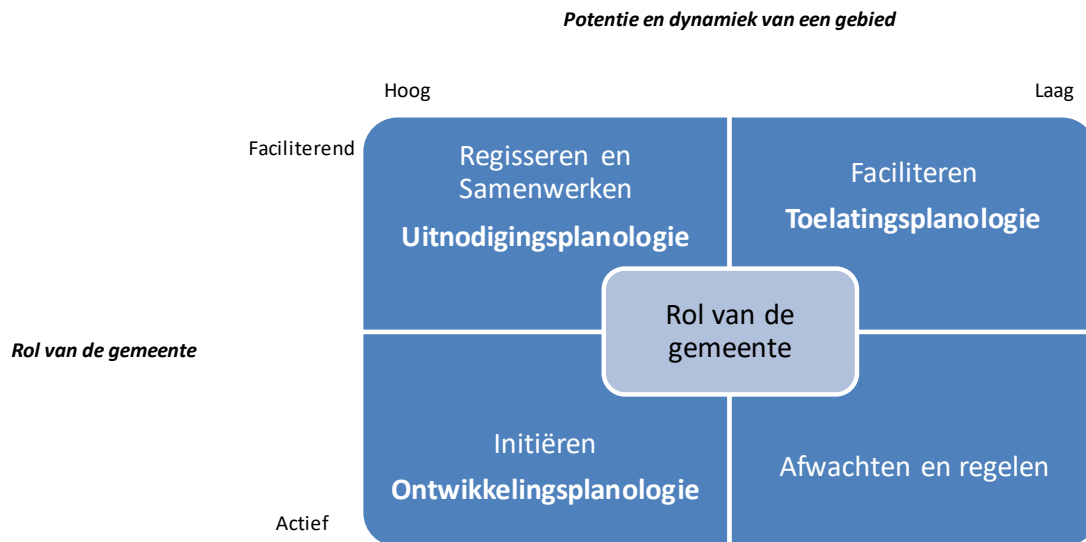 Potentie en dynamiek van een gebied
Hoog
Laag
Faciliterend
Regisseren en
Samenwerken
Uitnodigingsplanologie
Faciliteren
Toelatingsplanologie
Rol van de
gemeente
Rol van de gemeente
Initiëren
Ontwikkelingsplanologie
Afwachten en regelen
Actief